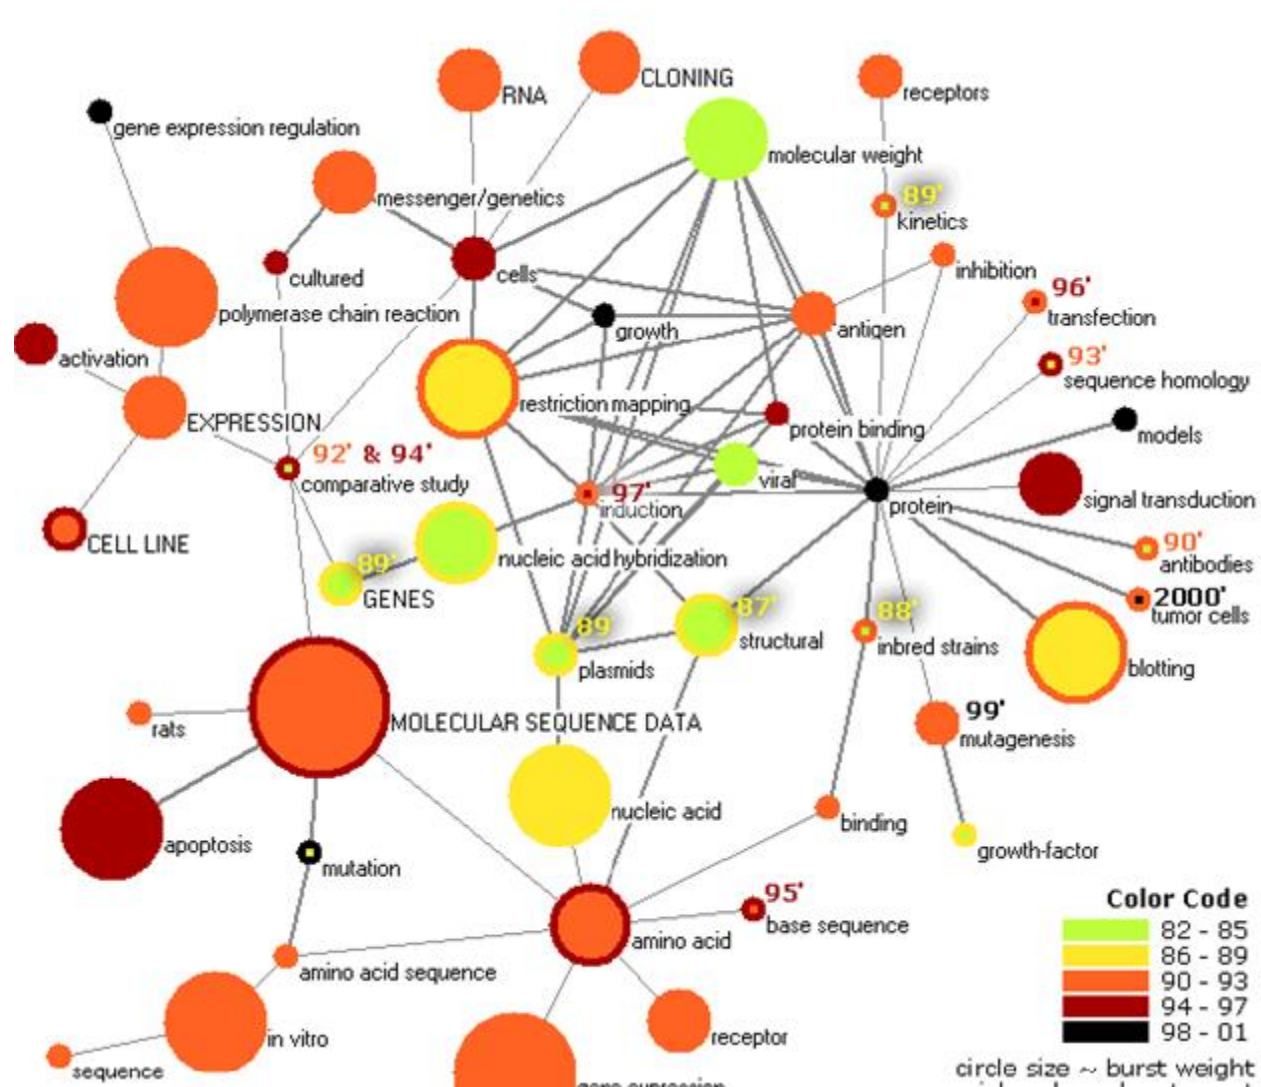 CLONING
RNA
receptors
gene expression regulation
molecular weight
messenger/genetics
89'
kinetics
cells
inhibition
cultured
96'
polymerase chain reaction
growth
antigen
transfection
activation
93'
sequence homology
restriction mapping
EXPRESSION
protein binding
models
92' & 94'
comparative study
viral
97'
induction
protein
signal transduction
CELL LINE
90'
antibodies
89'
nucleic acid hybridization
GENES
2000'
tumor cells
87'
88'
89
structural
inbred strains
plasmids
blotting
99'
mutagenesis
MOLECULAR SEQUENCE DATA
rats
nucleic acid
binding
apoptosis
growth-factor
mutation
95'
base sequence
amino acid
amino acid sequence
in vitro
receptor
sequence
gene expression
Color Code
82 - 85
86 - 89
90 - 93
94 - 97
98 - 01
circle size ~ burst weight